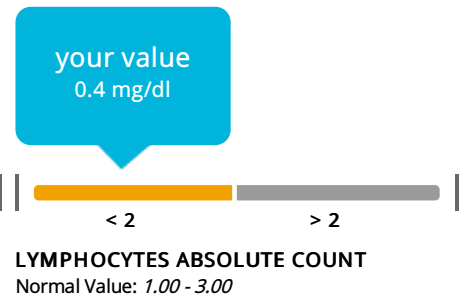 your value
0.4 mg/dl
< 2 > 2
LYMPHOCYTES ABSOLUTE COUNT
Normal Value: 1.00 - 3.00